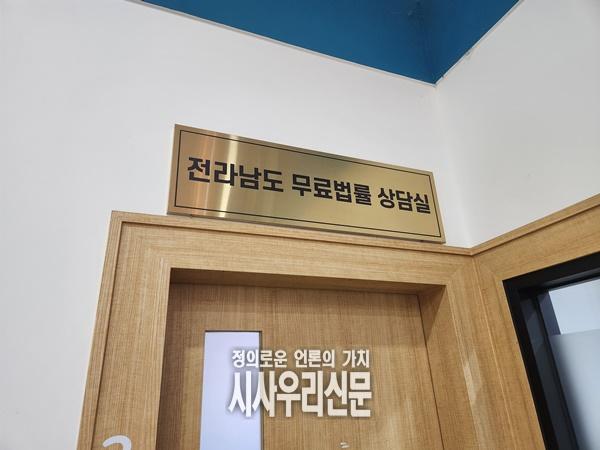 전라남도 무료법률 상담실
정의로운 언론의 가치
시사우리신문